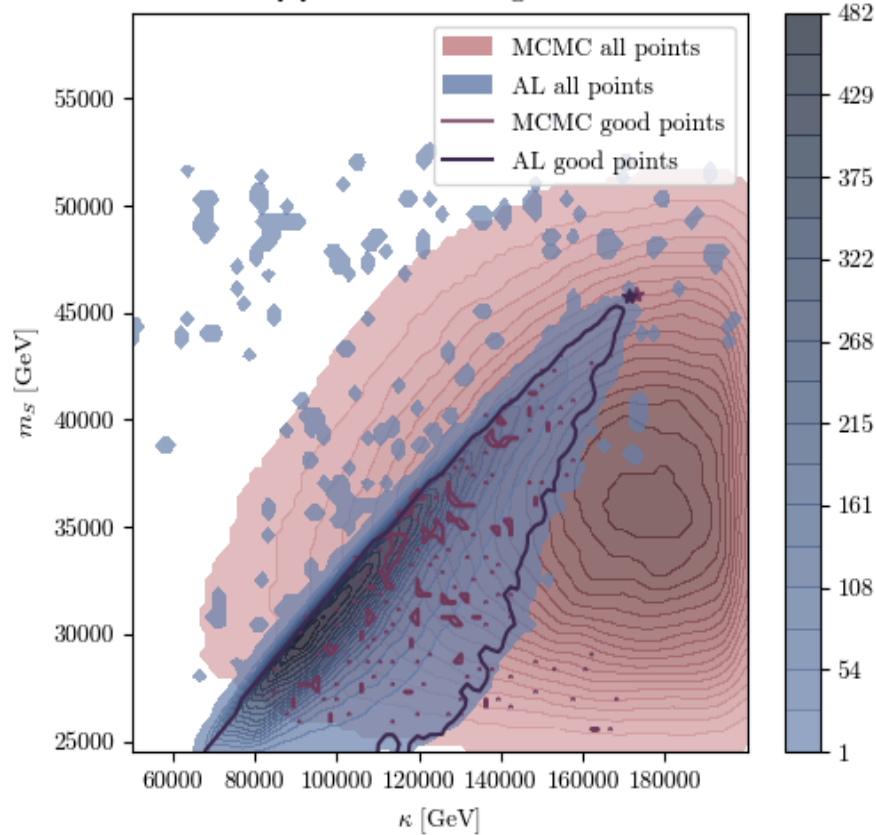 MCMC all points
AL all points
MCMC good points
AL good points
55000
50000
45000
40000
35000
30000
25000
m_S [GeV]
60000 80000 100000 120000 140000 160000 180000
κ [GeV]
482
429
375
322
268
215
161
108
54
1